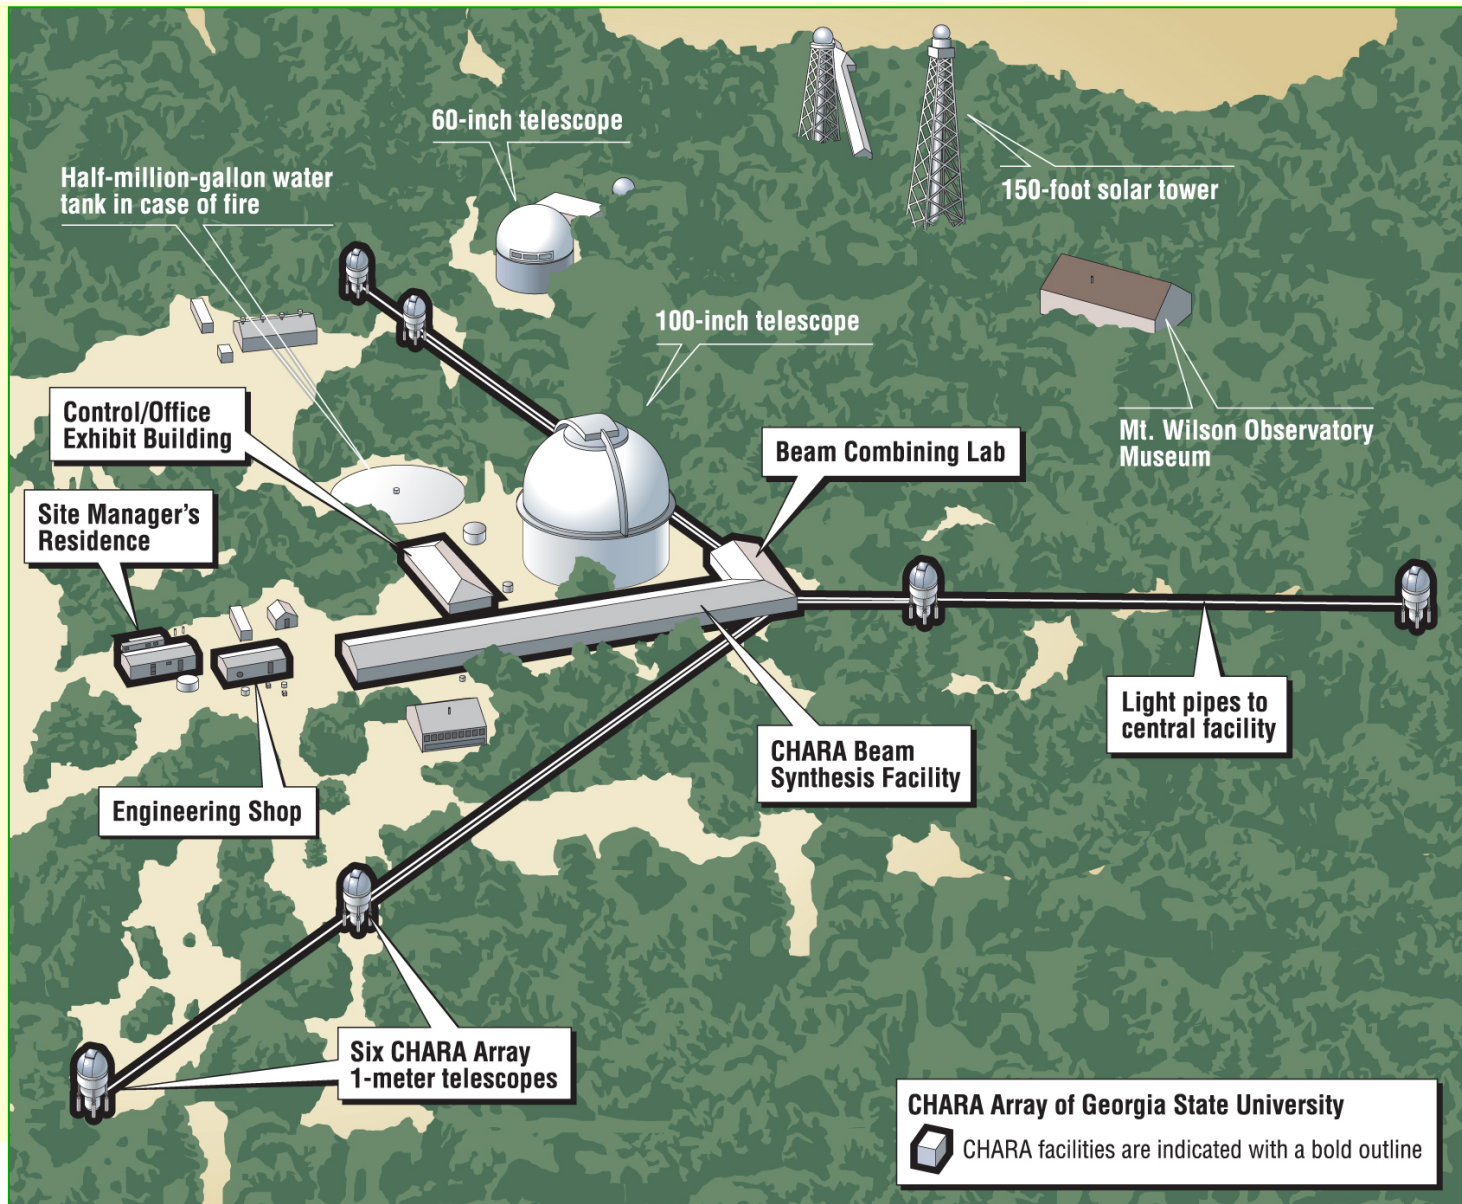 60-inch telescope
Half-million-gallon water
tank in case of fire
150-foot solar tower
100-inch telescope
Control/Office
Exhibit Building
Mt. Wilson Observatory
Museum
Beam Combining Lab
Site Manager's
Residence
Light pipes to
central facility
CHARA Beam
Synthesis Facility
Engineering Shop
Six CHARA Array
1-meter telescopes
CHARA Array of Georgia State University
CHARA facilities are indicated with a bold outline